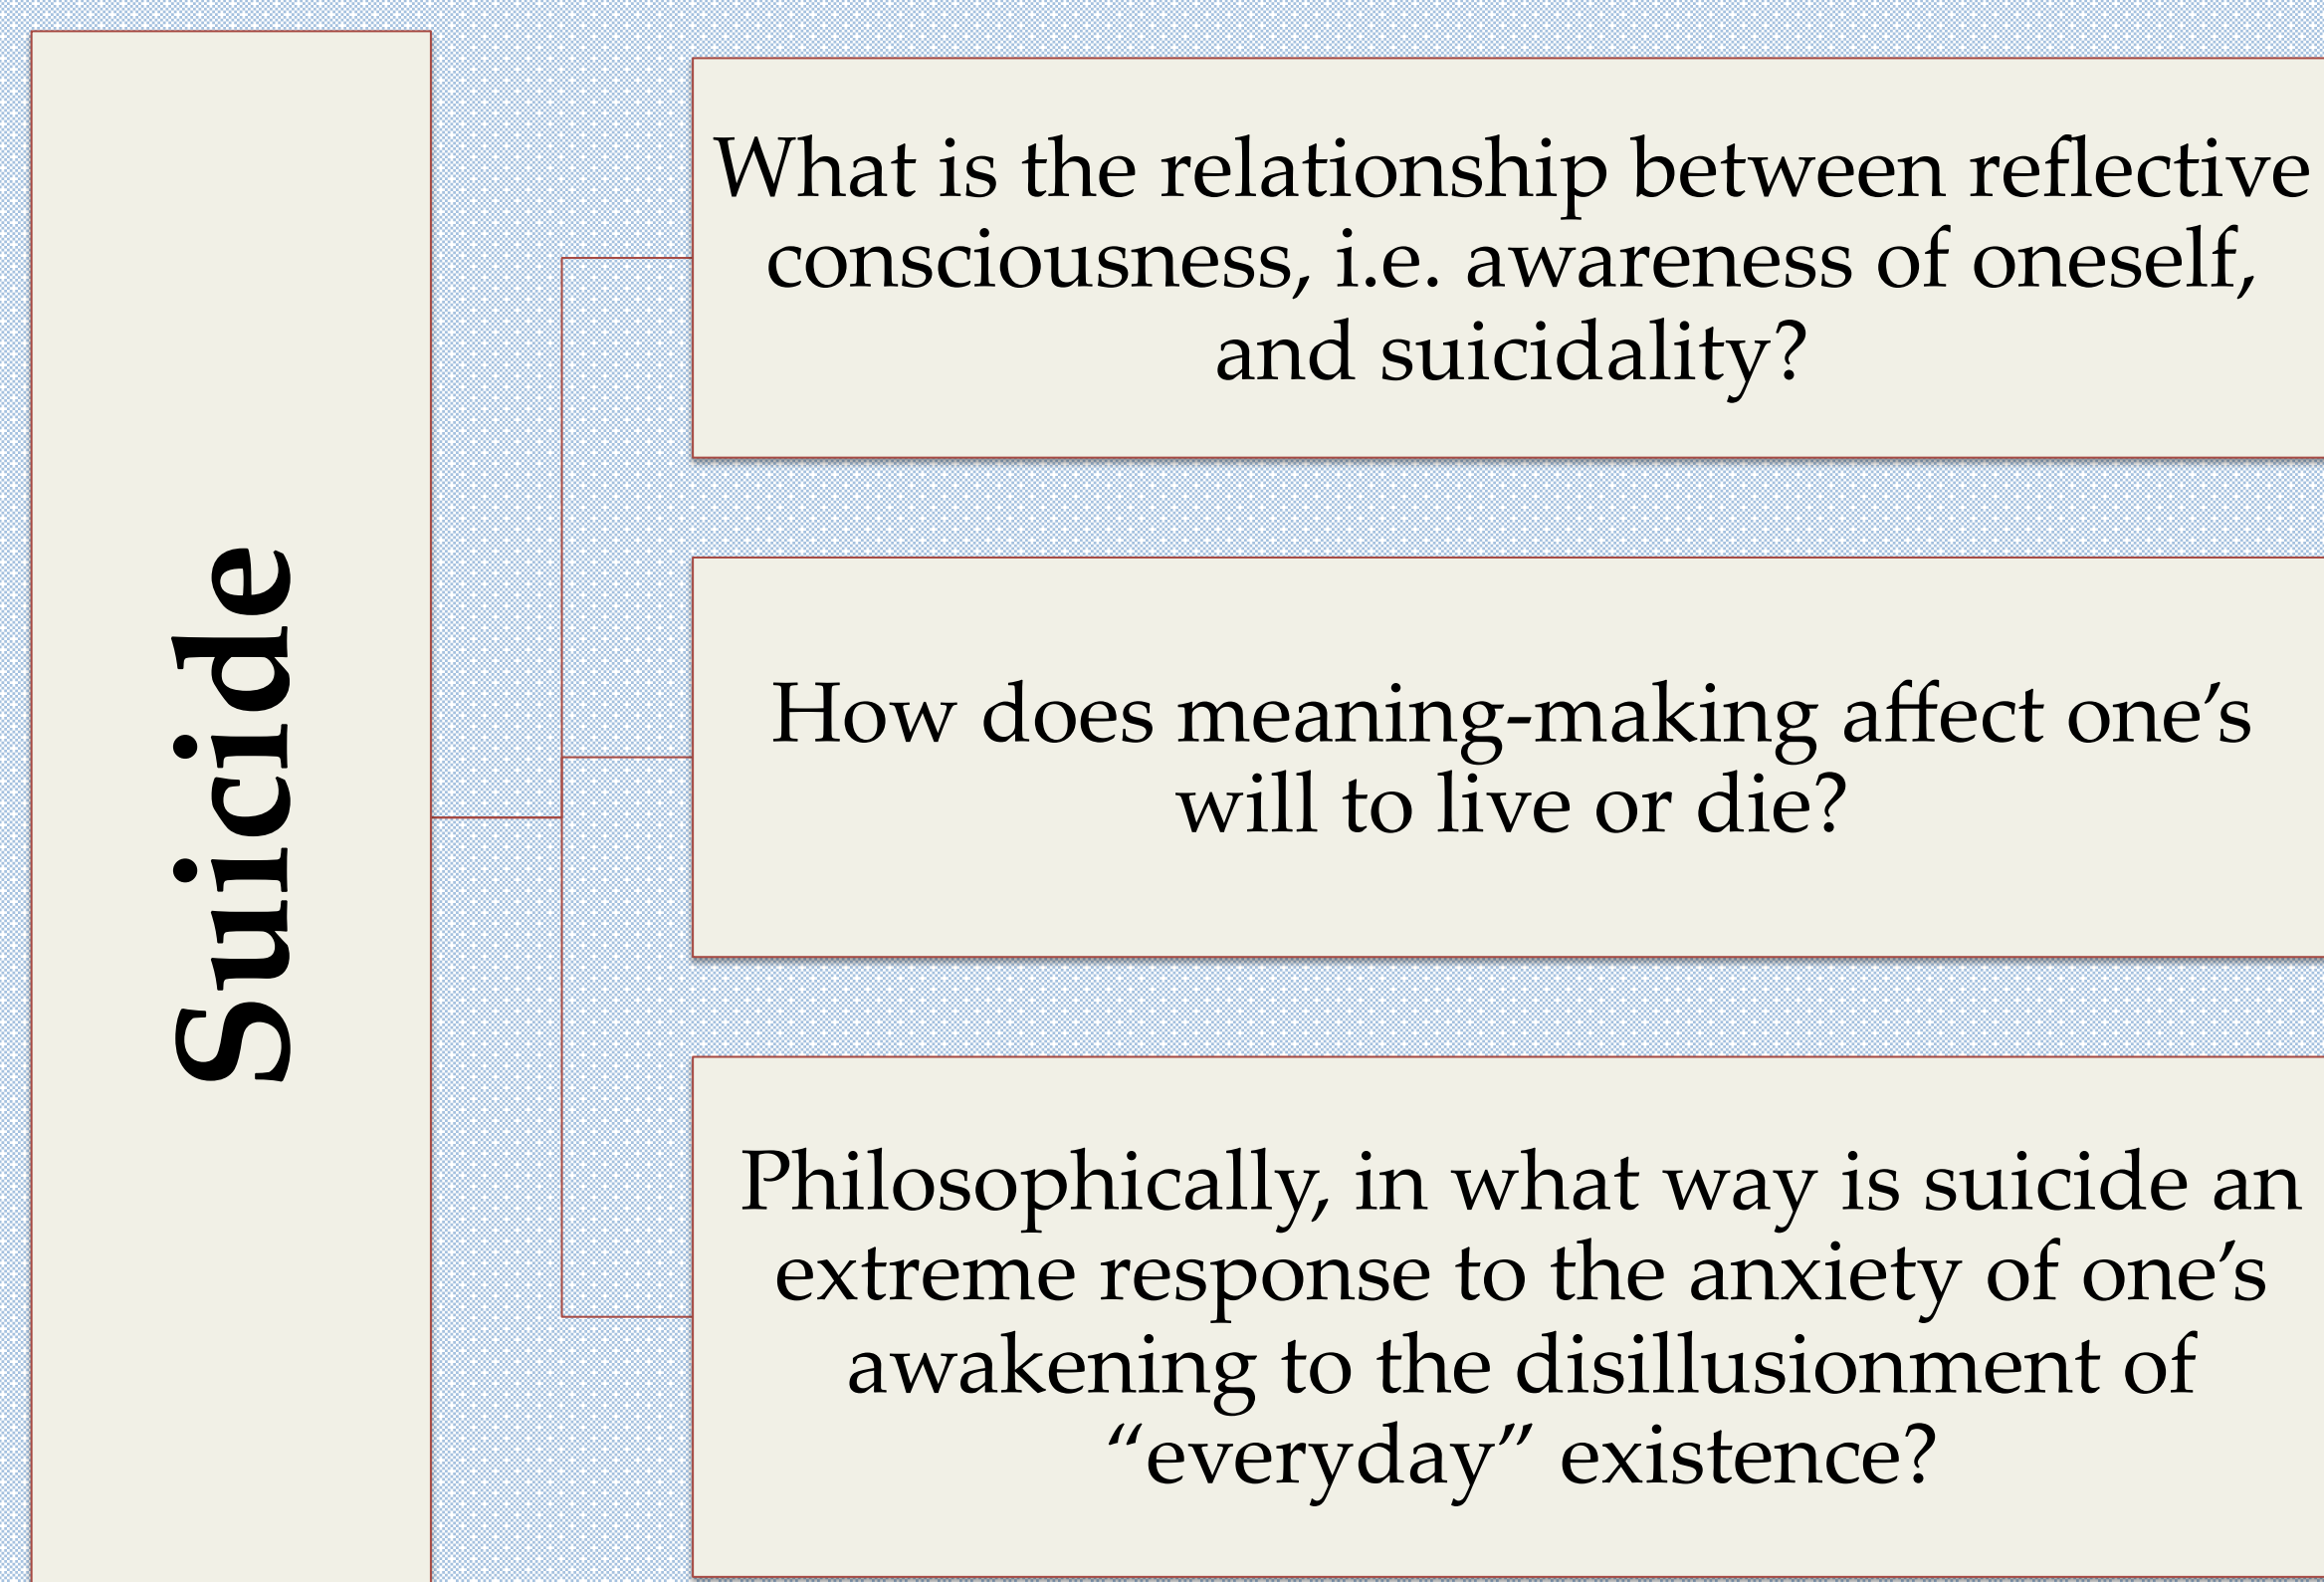 Suicide
What is the relationship between reflective
consciousness, i.e. awareness of oneself,
and suicidality?
How does meaning-making affect one’s
will to live or die?
Philosophically, in what way is suicide an
extreme response to the anxiety of one’s
awakening to the disillusionment of
“everyday” existence?